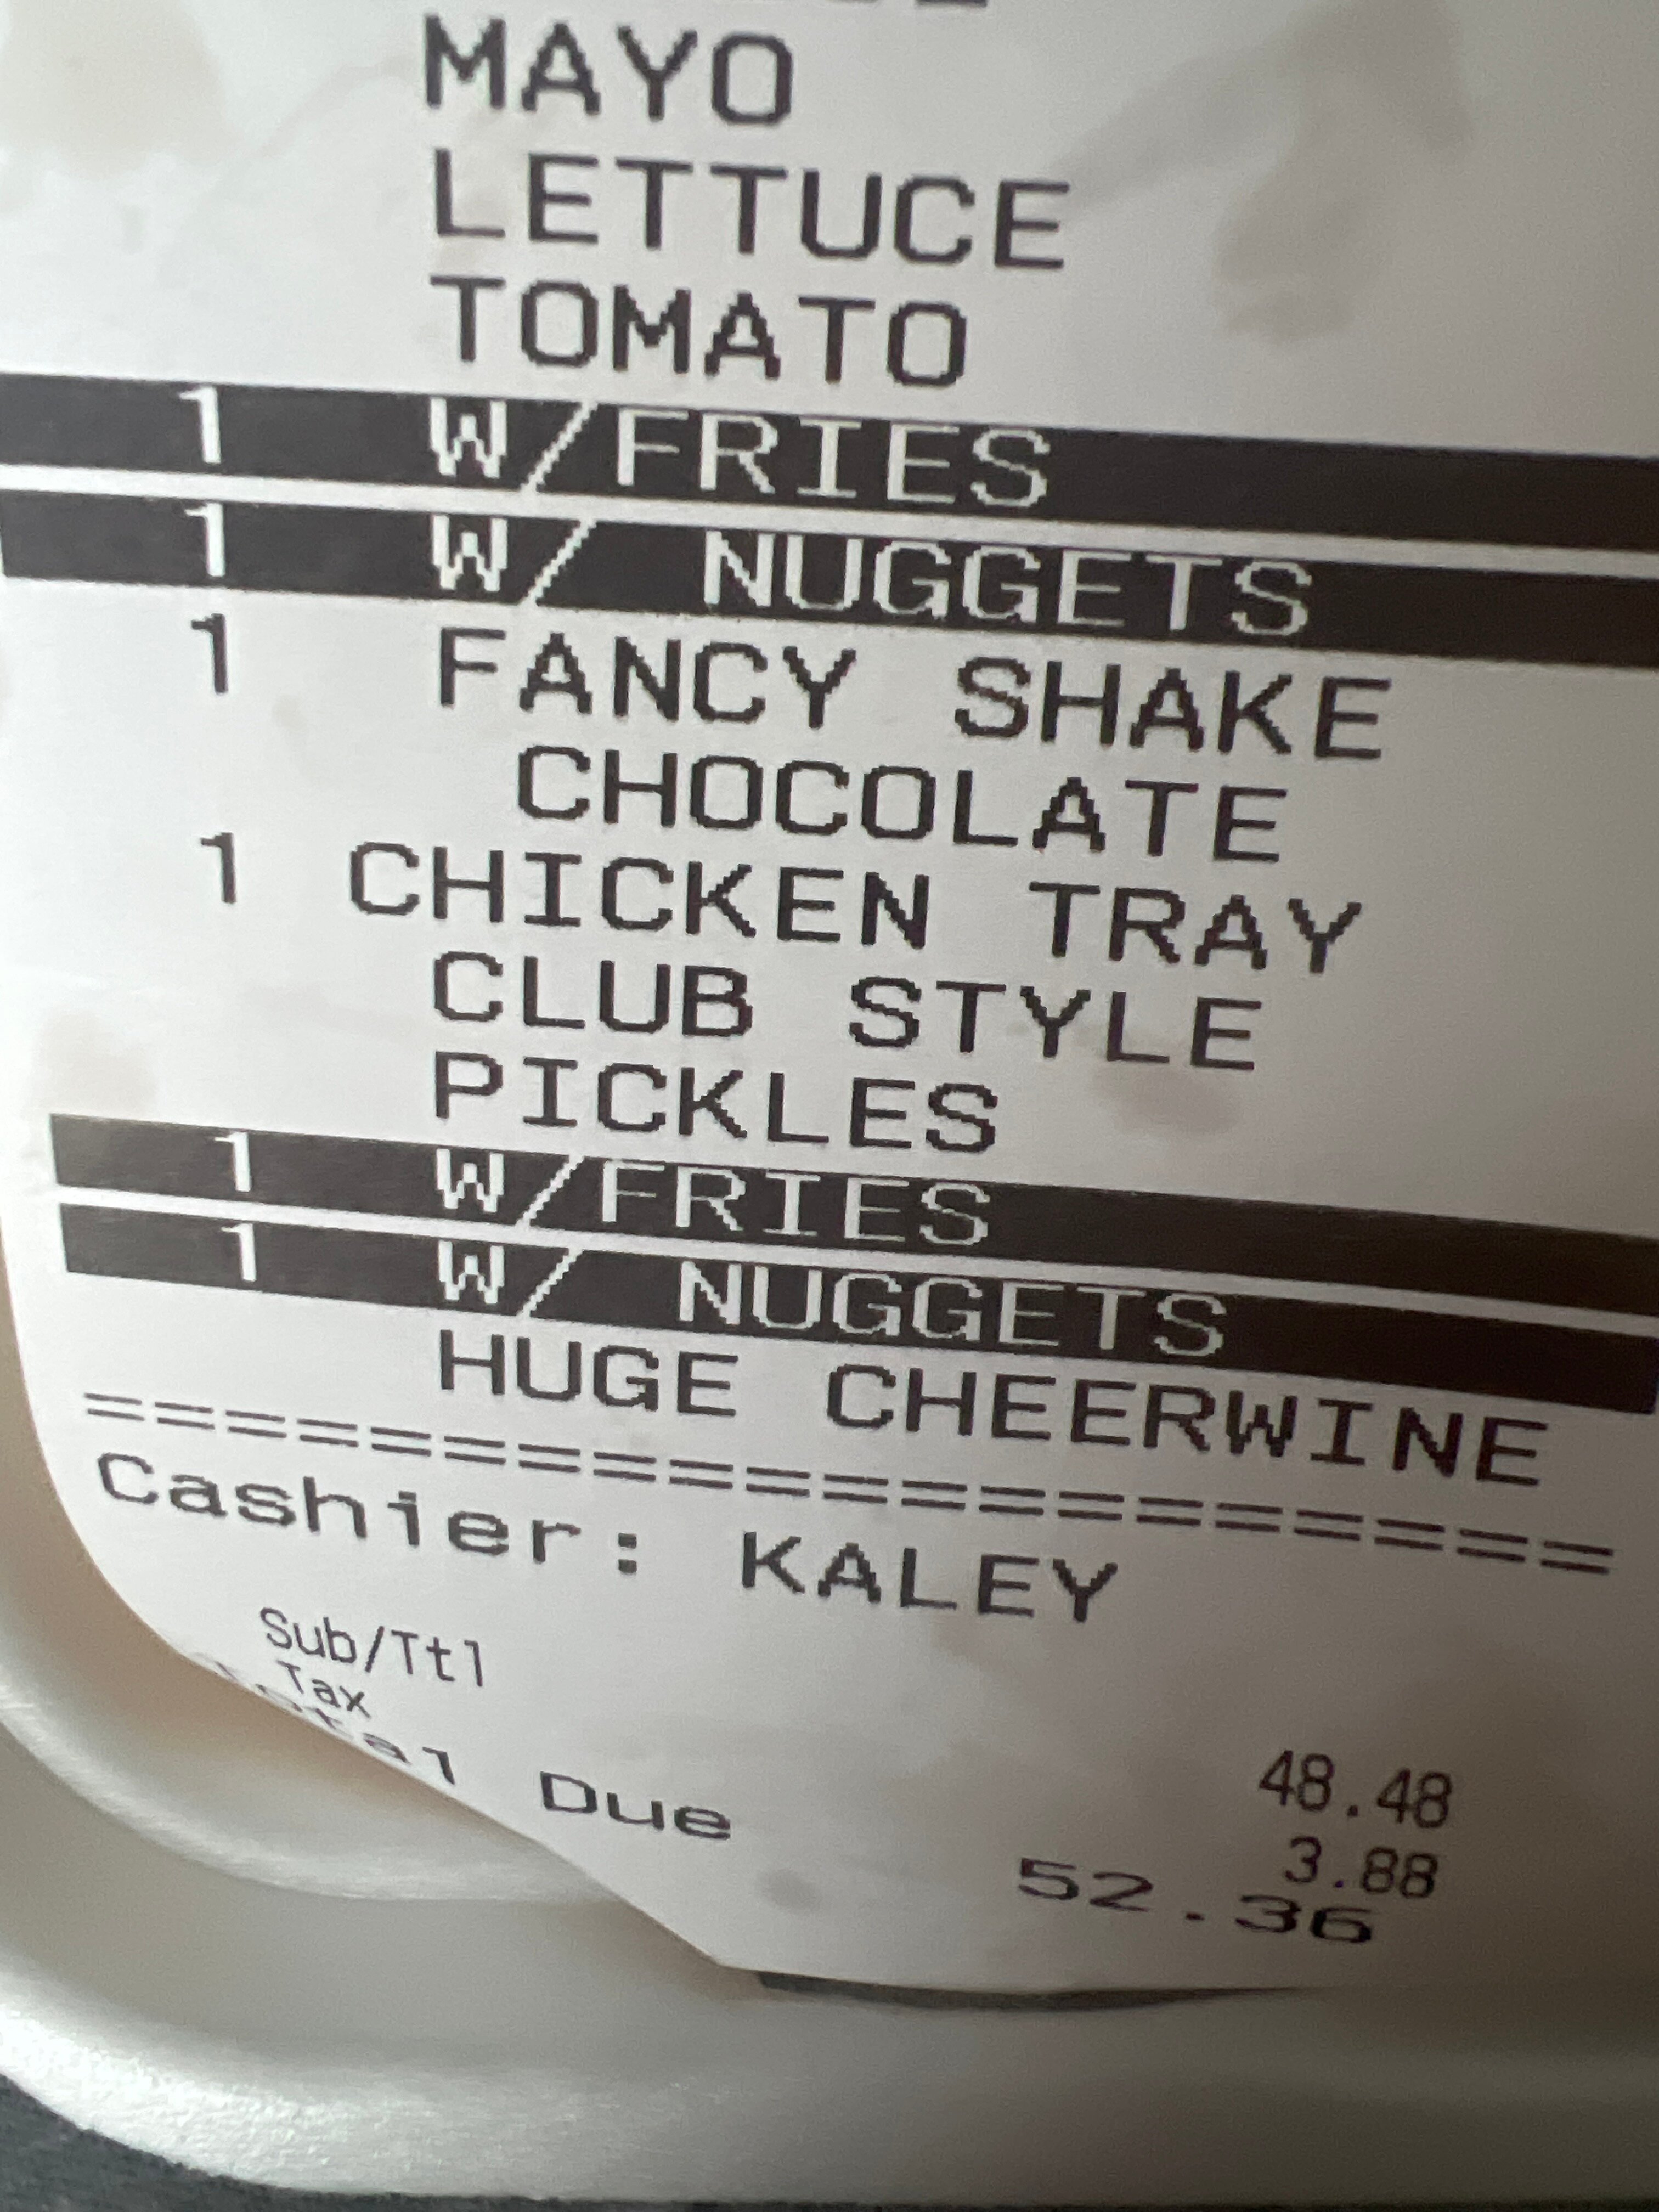 MAYO
LETTUCE
TOMATO
1 W/FRIES
1 W/ NUGGETS
1 FANCY SHAKE
CHOCOLATE
1 CHICKEN TRAY
CLUB STYLE
PICKLES
1 W/FRIES
1 W/ NUGGETS
HUGE CHEERWINE
====================
Cashier: KALEY
Sub/Ttl 48.48
Tax 3.88
Total Due 52.36